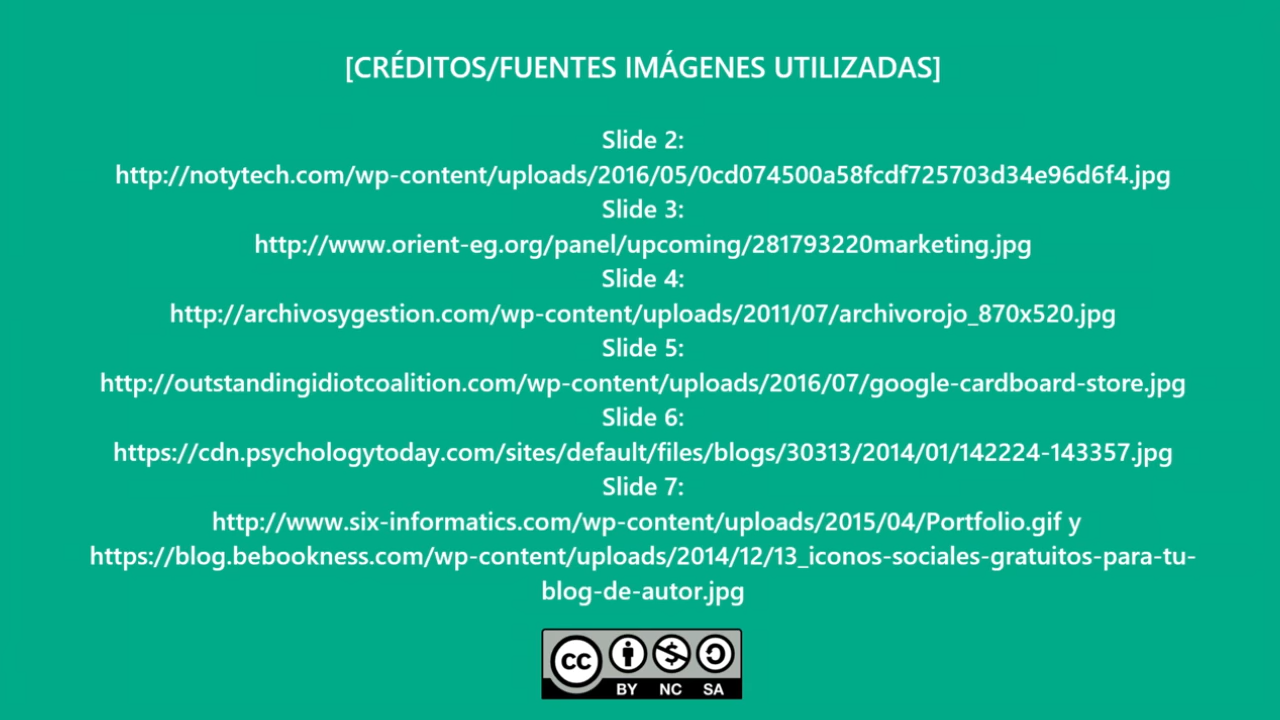 [CRÉDITOS/FUENTES IMÁGENES UTILIZADAS]
Slide 2:
http://notytech.com/wp-content/uploads/2016/05/0cd074500a58fcdf725703d34e96d6f4.jpg
Slide 3:
http://www.orient-eg.org/panel/upcoming/281793220marketing.jpg
Slide 4:
http://archivosygestion.com/wp-content/uploads/2011/07/archivorojo_870x520.jpg
Slide 5:
http://outstandingidiotcoalition.com/wp-content/uploads/2016/07/google-cardboard-store.jpg
Slide 6:
https://cdn.psychologytoday.com/sites/default/files/blogs/30313/2014/01/142224-143357.jpg
Slide 7:
http://www.six-informatics.com/wp-content/uploads/2015/04/Portfolio.gif y
https://blog.bebookness.com/wp-content/uploads/2014/12/13_iconos-sociales-gratuitos-para-tu-
blog-de-autor.jpg
cc
BY NC SA